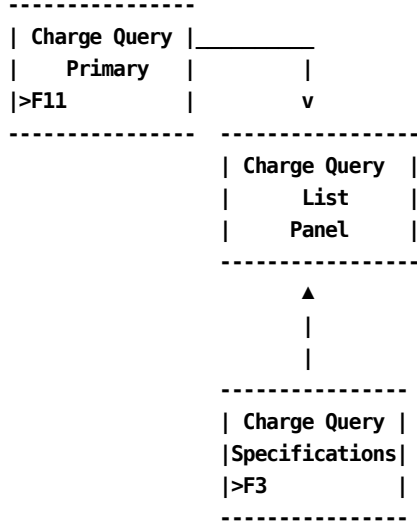 Charge Query
Primary
>F11
v
Charge Query
List
Panel
Charge Query
Specifications
>F3